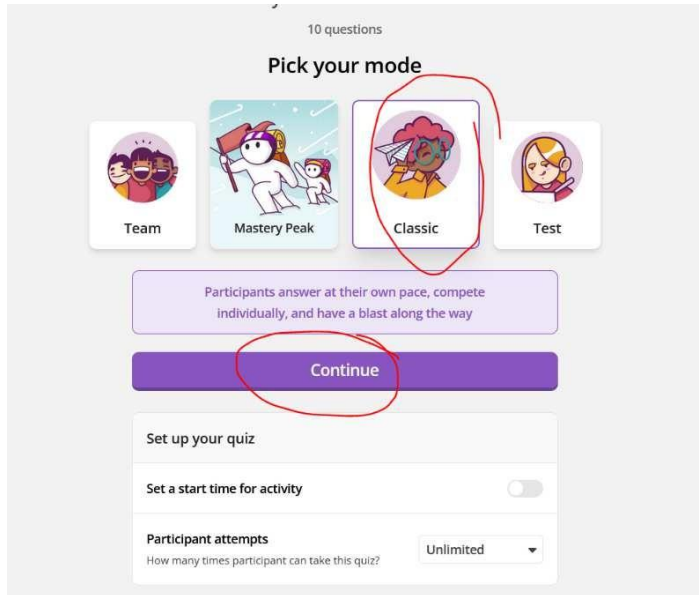 10 questions
Pick your mode
Team
Mastery Peak
Classic
Test
Participants answer at their own pace, compete
individually, and have a blast along the way
Continue
Set up your quiz
Set a start time for activity
Participant attempts
How many times participant can take this quiz?
Unlimited